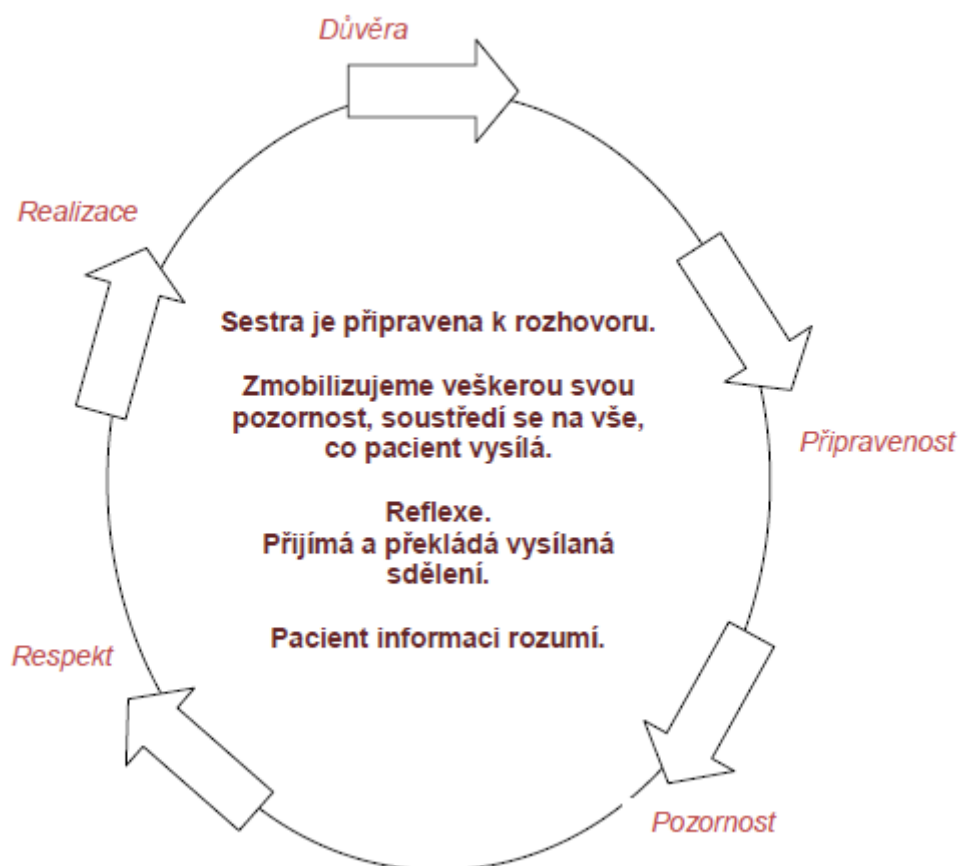 Důvěra
Realizace
Sestra je připravena k rozhovoru.
Zmobilizujeme veškerou svou
pozornost, soustředí se na vše,
co pacient vysílá.
Připravenost
Reflexe.
Přijímá a překládá vysílaná
sdělení.
Pacient informaci rozumí.
Respekt
Pozornost